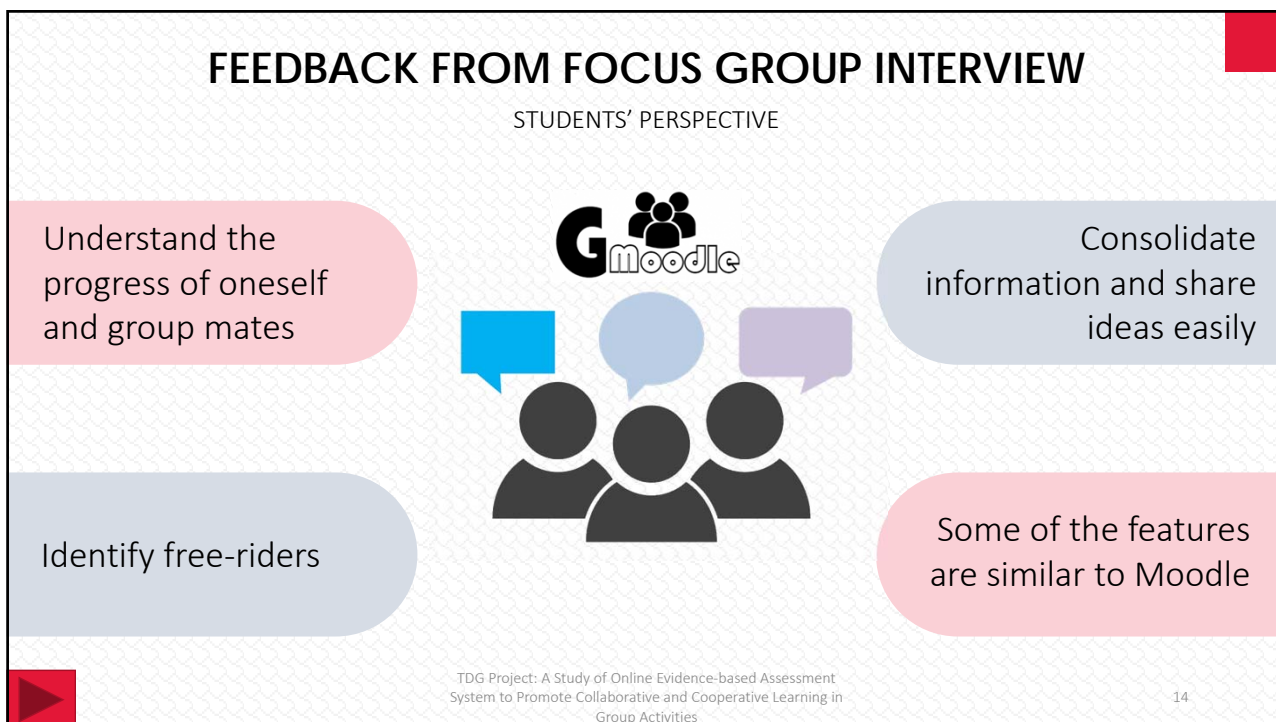 FEEDBACK FROM FOCUS GROUP INTERVIEW
STUDENTS’ PERSPECTIVE
Understand the
progress of oneself
and group mates
GMoodle
Consolidate
information and share
ideas easily
Identify free-riders
Some of the features
are similar to Moodle
TDG Project: A Study of Online Evidence-based Assessment
System to Promote Collaborative and Cooperative Learning in
Group Activities
14